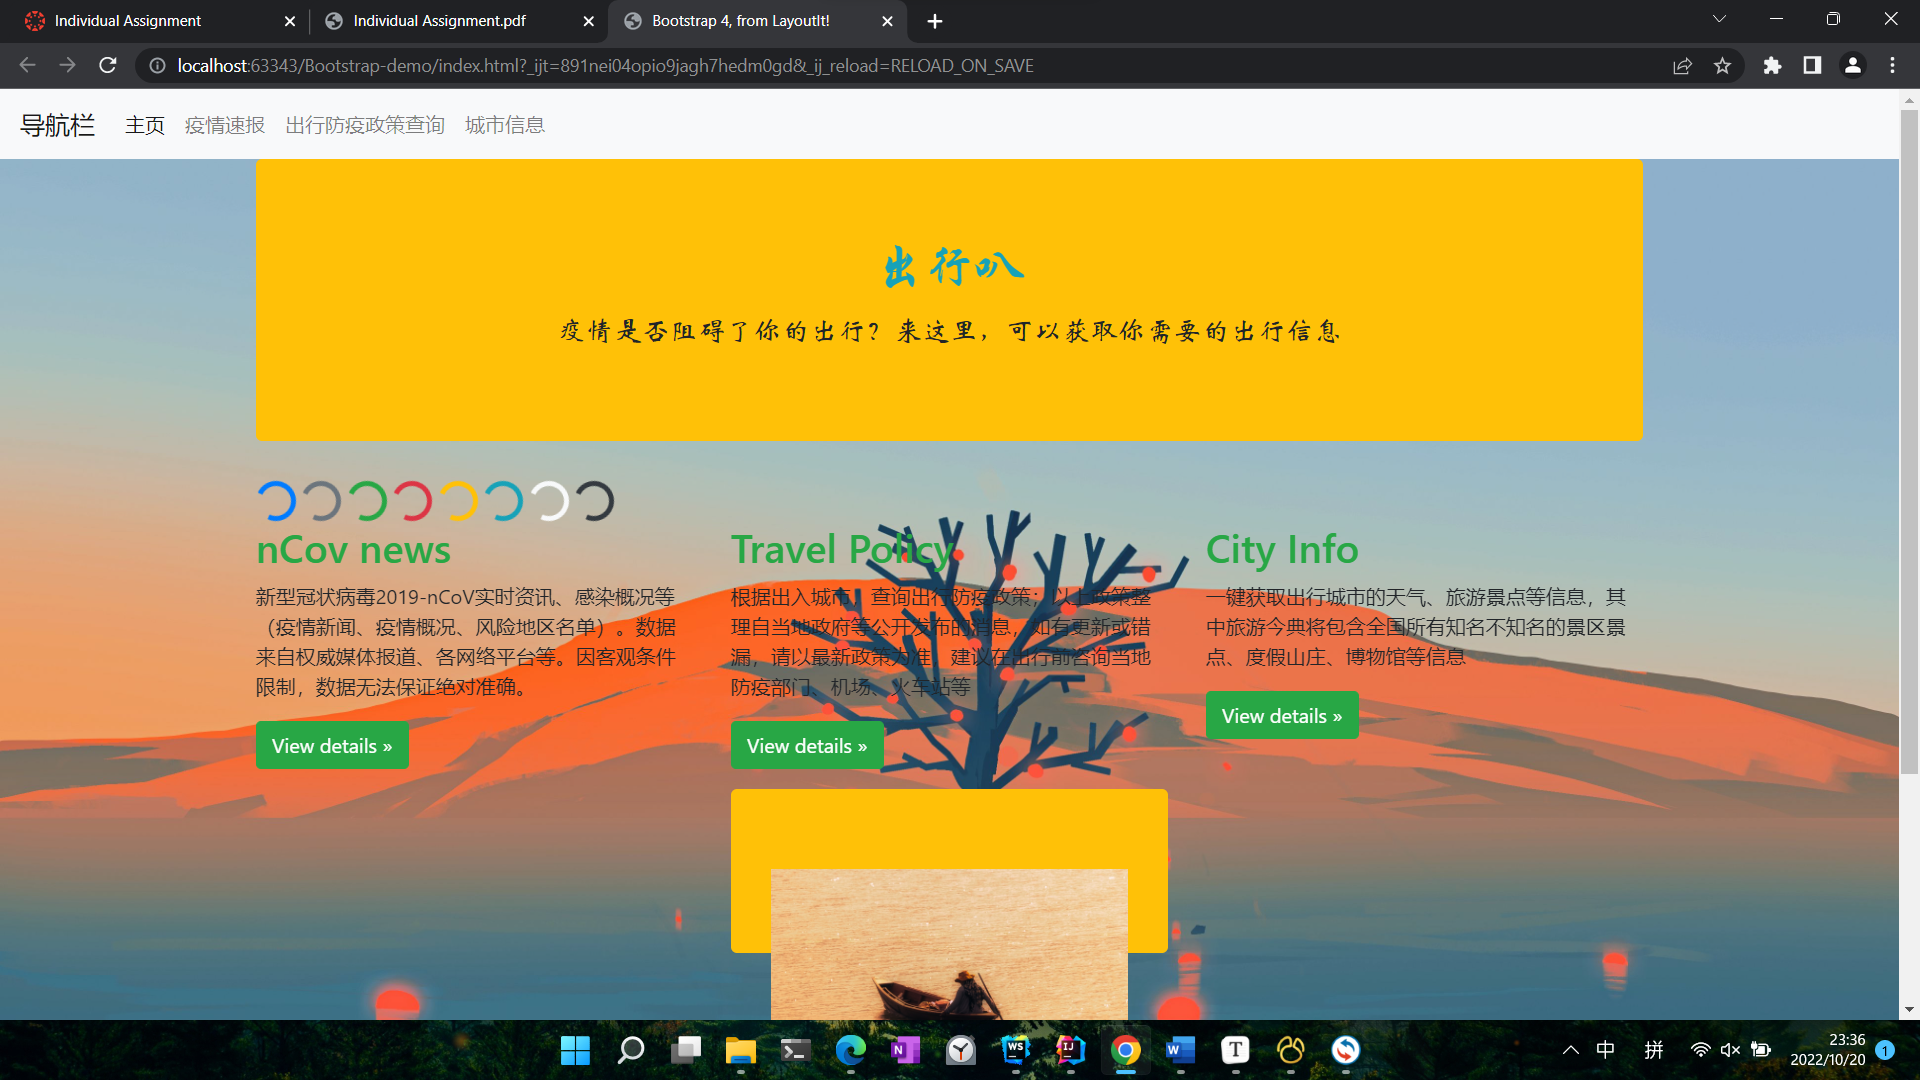 Individual Assignment
Individual Assignment.pdf
Bootstrap 4, from LayoutIt!
localhost:63343/Bootstrap-demo/index.html?_ijt=891nei04opio9jagh7hedm0gd&_ij_reload=RELOAD_ON_SAVE
导航栏 主页 疫情速报 出行防疫政策查询 城市信息
出行叭
疫情是否阻碍了你的出行？来这里，可以获取你需要的出行信息
nCov news
新型冠状病毒2019-nCoV实时资讯、感染概况等
（疫情新闻、疫情概况、风险地区名单）。数据
来自权威媒体报道、各网络平台等。因客观条件
限制，数据无法保证绝对准确。
View details »
Travel Policy
根据出入城市，查询出行防疫政策；以上政策整
理自当地政府等公开发布的消息，如有更新或错
漏，请以最新政策为准，建议在出行前咨询当地
防疫部门、机场、火车站等
View details »
City Info
一键获取出行城市的天气、旅游景点等信息，其
中旅游今典将包含全国所有知名不知名的景区景
点、度假山庄、博物馆等信息
View details »
N
WS
IJ
W
T
中
拼
23:36
2022/10/20
1